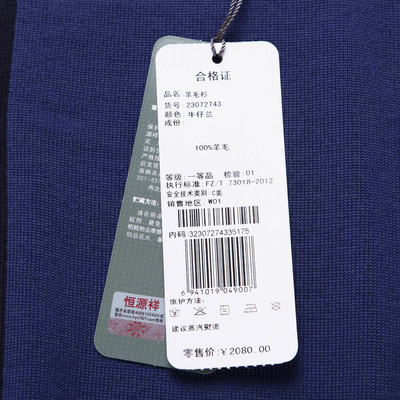 合格证
品名:羊毛衫
货号:23072743
颜色:牛仔兰
成份:
100%羊毛
等级:一等品 检验:01
执行标准:FZ/T 73018-2012
安全技术类别:C类
销售地区:W01
内码:32307274335175
6 941019 049007
维护方法:
建议蒸汽熨烫
零售价:¥2080.00
恒源祥